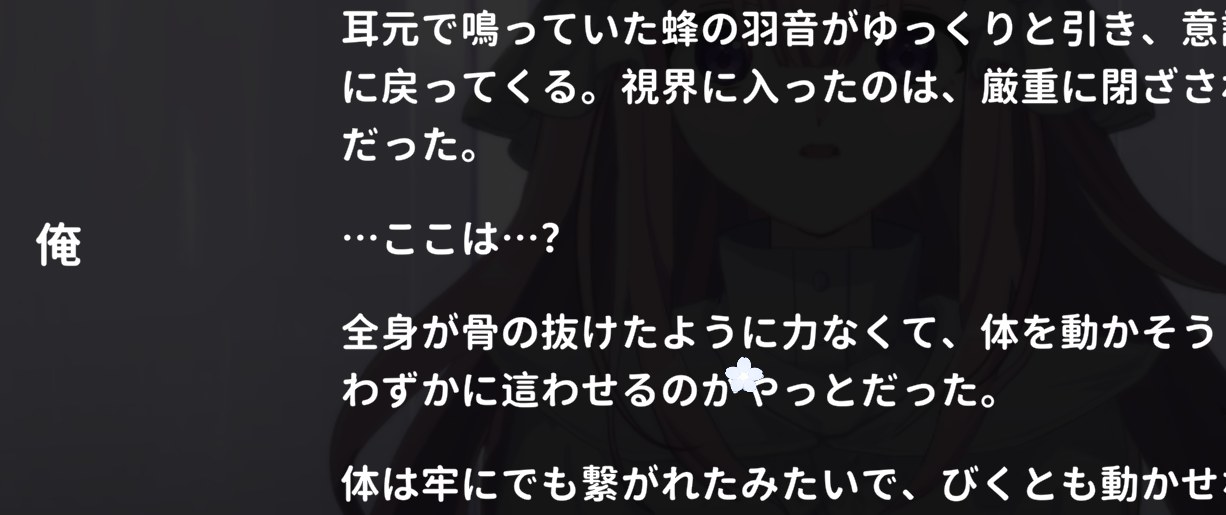 耳元で鳴っていた蜂の羽音がゆっくりと引き、意
に戻ってくる。視界に入ったのは、厳重に閉ざさ
だった。
俺
…ここは…?
全身が骨の抜けたように力なくて、体を動かそう
わずかに這わせるのがやっとだった。
体は牢にでも繋がれたみたいで、びくとも動かせ